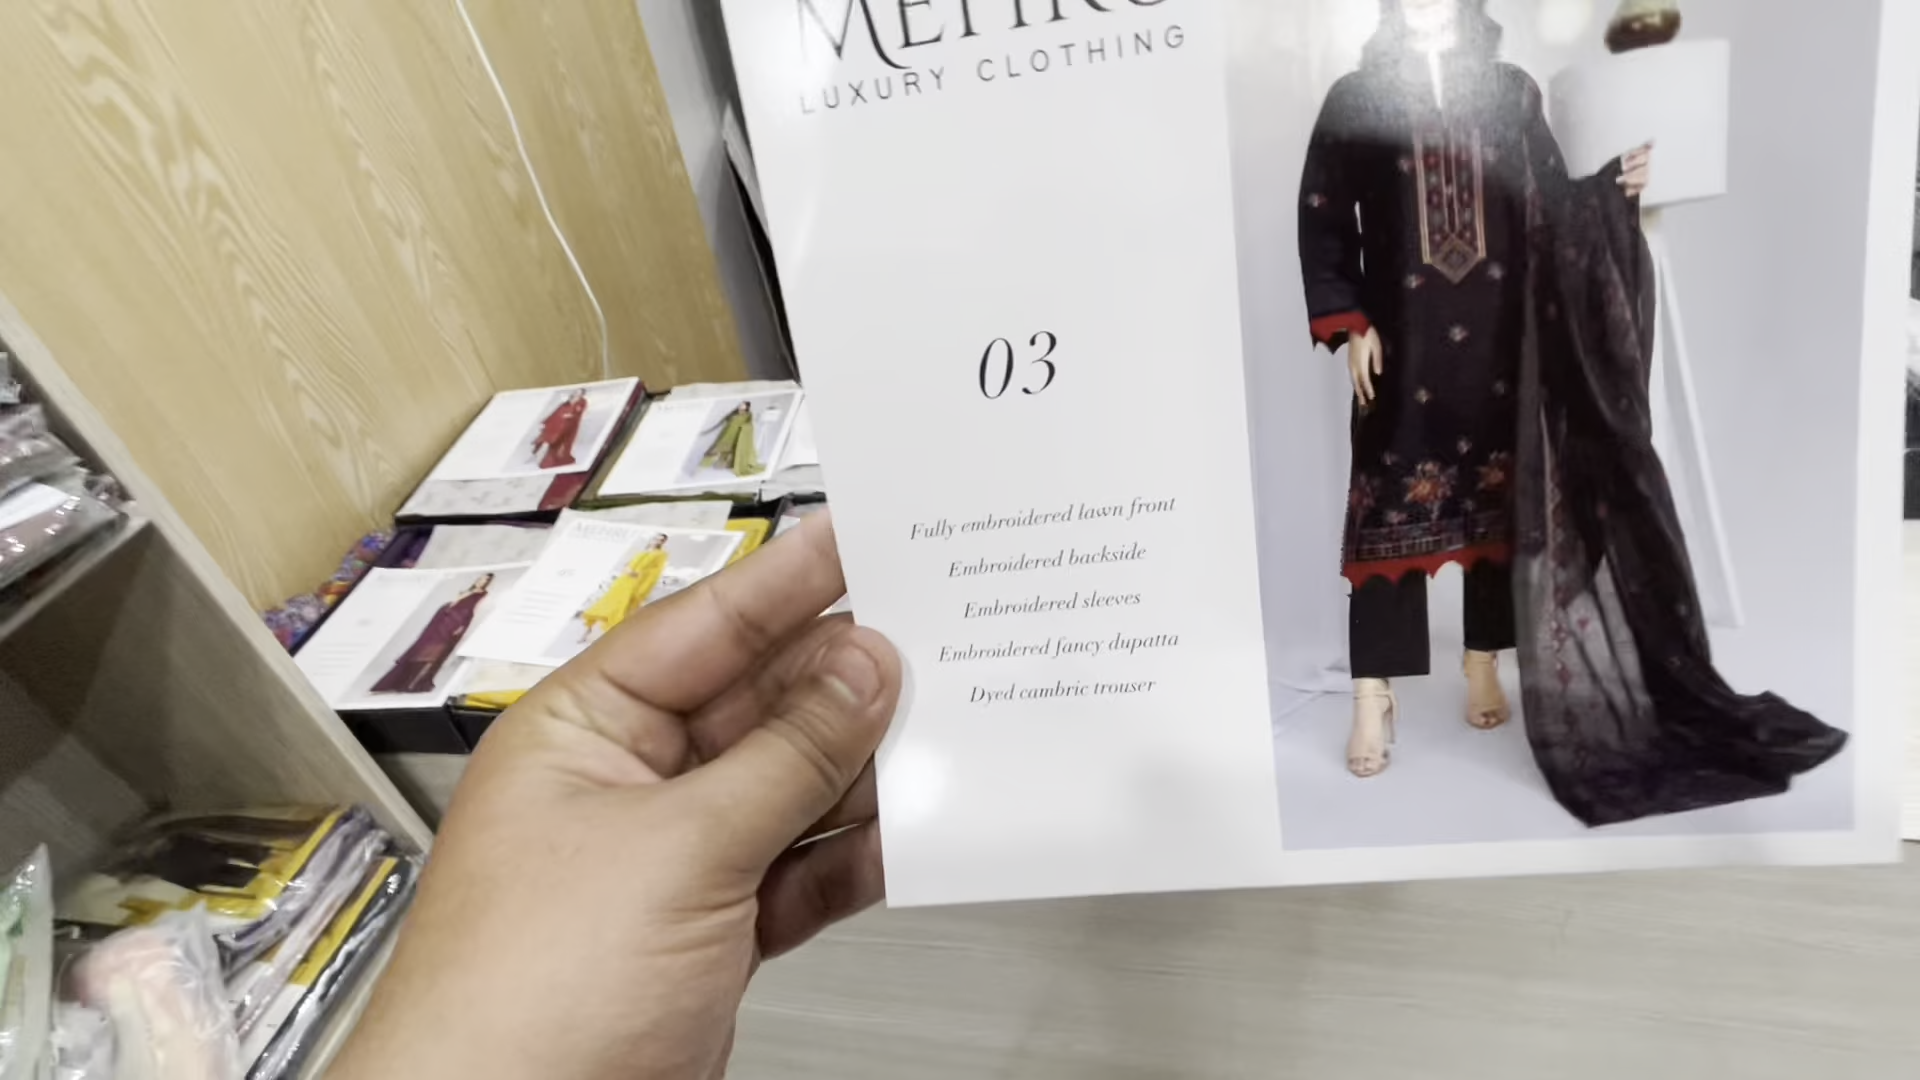 LUXURY CLOTHING
03
Fully embroidered lawn front
Embroidered backside
Embroidered sleeves
Embroidered fancy dupatta
Dyed cambric trouser